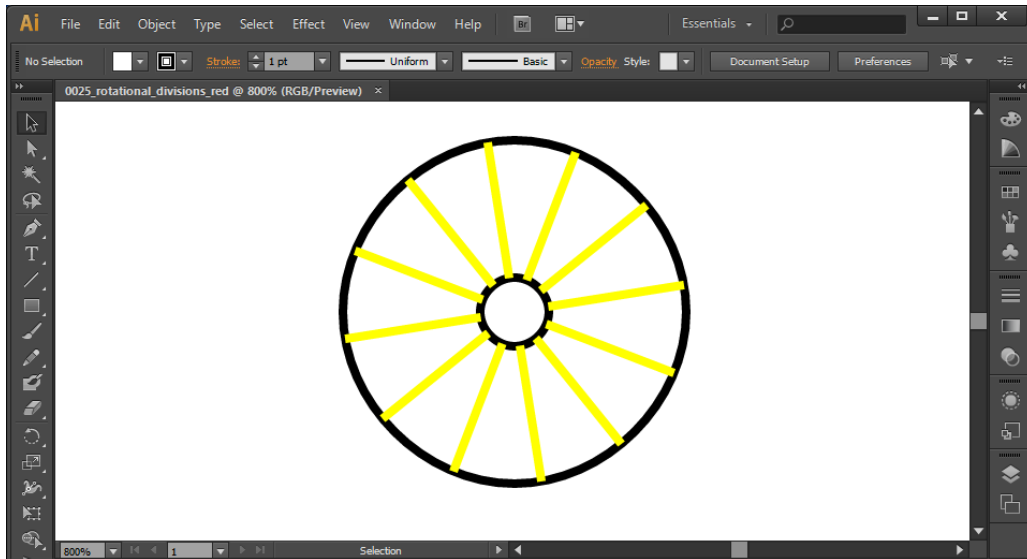 Ai File Edit Object Type Select Effect View Window Help Br Essentials
No Selection Stroke: 1 pt Uniform Basic Opacity Style: Document Setup Preferences
0025_rotational_divisions_red @ 800% (RGB/Preview) ×
T
800% 1 Selection